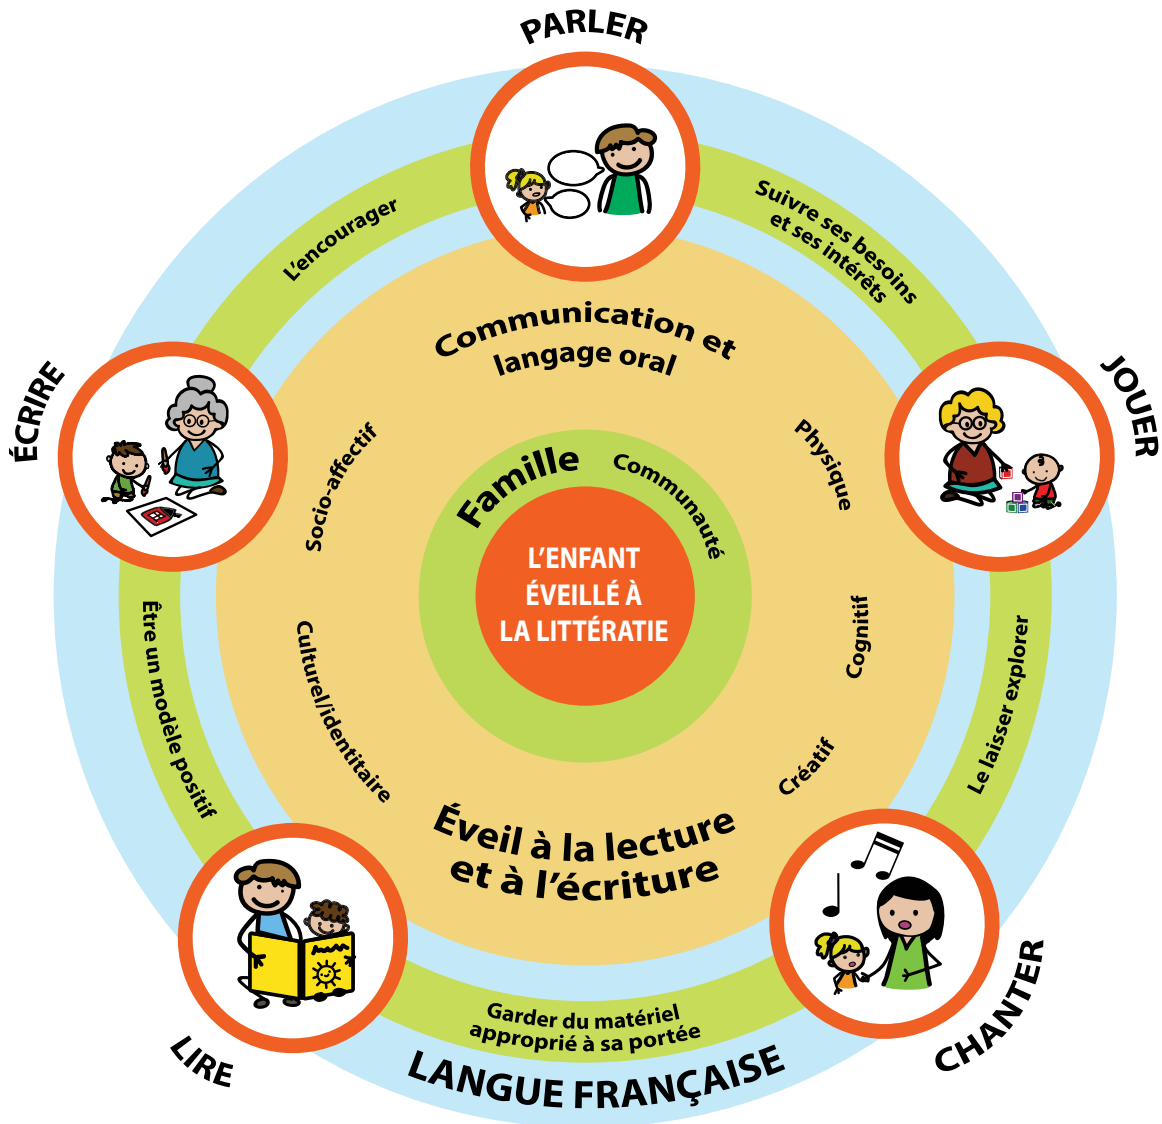 PARLER
Suivre ses besoins
et ses intérêts
L'encourager
JOUER
ÉCRIRE
Communication et
langage oral
Physique
Socio-affectif
Famille
Communauté
L'ENFANT
ÉVEILLÉ À
LA LITTÉRATIE
Cognitif
Culturel/identitaire
Créatif
Être un modèle positif
Le laisser explorer
Éveil à la lecture
et à l'écriture
Garder du matériel
approprié à sa portée
LIRE
CHANTER
LANGUE FRANÇAISE